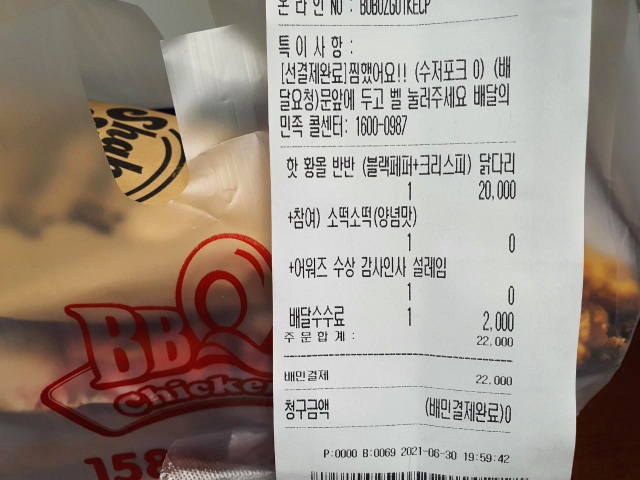 온라인 NO : B0B0ZG01KECP
특이사항 :
[선결제완료]찜했어요!! (수저포크 O) (배
달요청)문앞에 두고 벨 눌러주세요 배달의
민족 콜센터: 1600-0987
핫 황올 반반 (블랙페퍼+크리스피) 닭다리
1 20,000
+참여) 소떡소떡(양념맛)
1 0
+어워즈 수상 감사인사 설레임
1 0
배달수수료 1 2,000
주문합계 : 22,000
배민결제 22,000
청구금액 (배민결제완료)0
P:0000 B:0069 2021-06-30 19:59:42
Shak
BBQ
Chicken
158